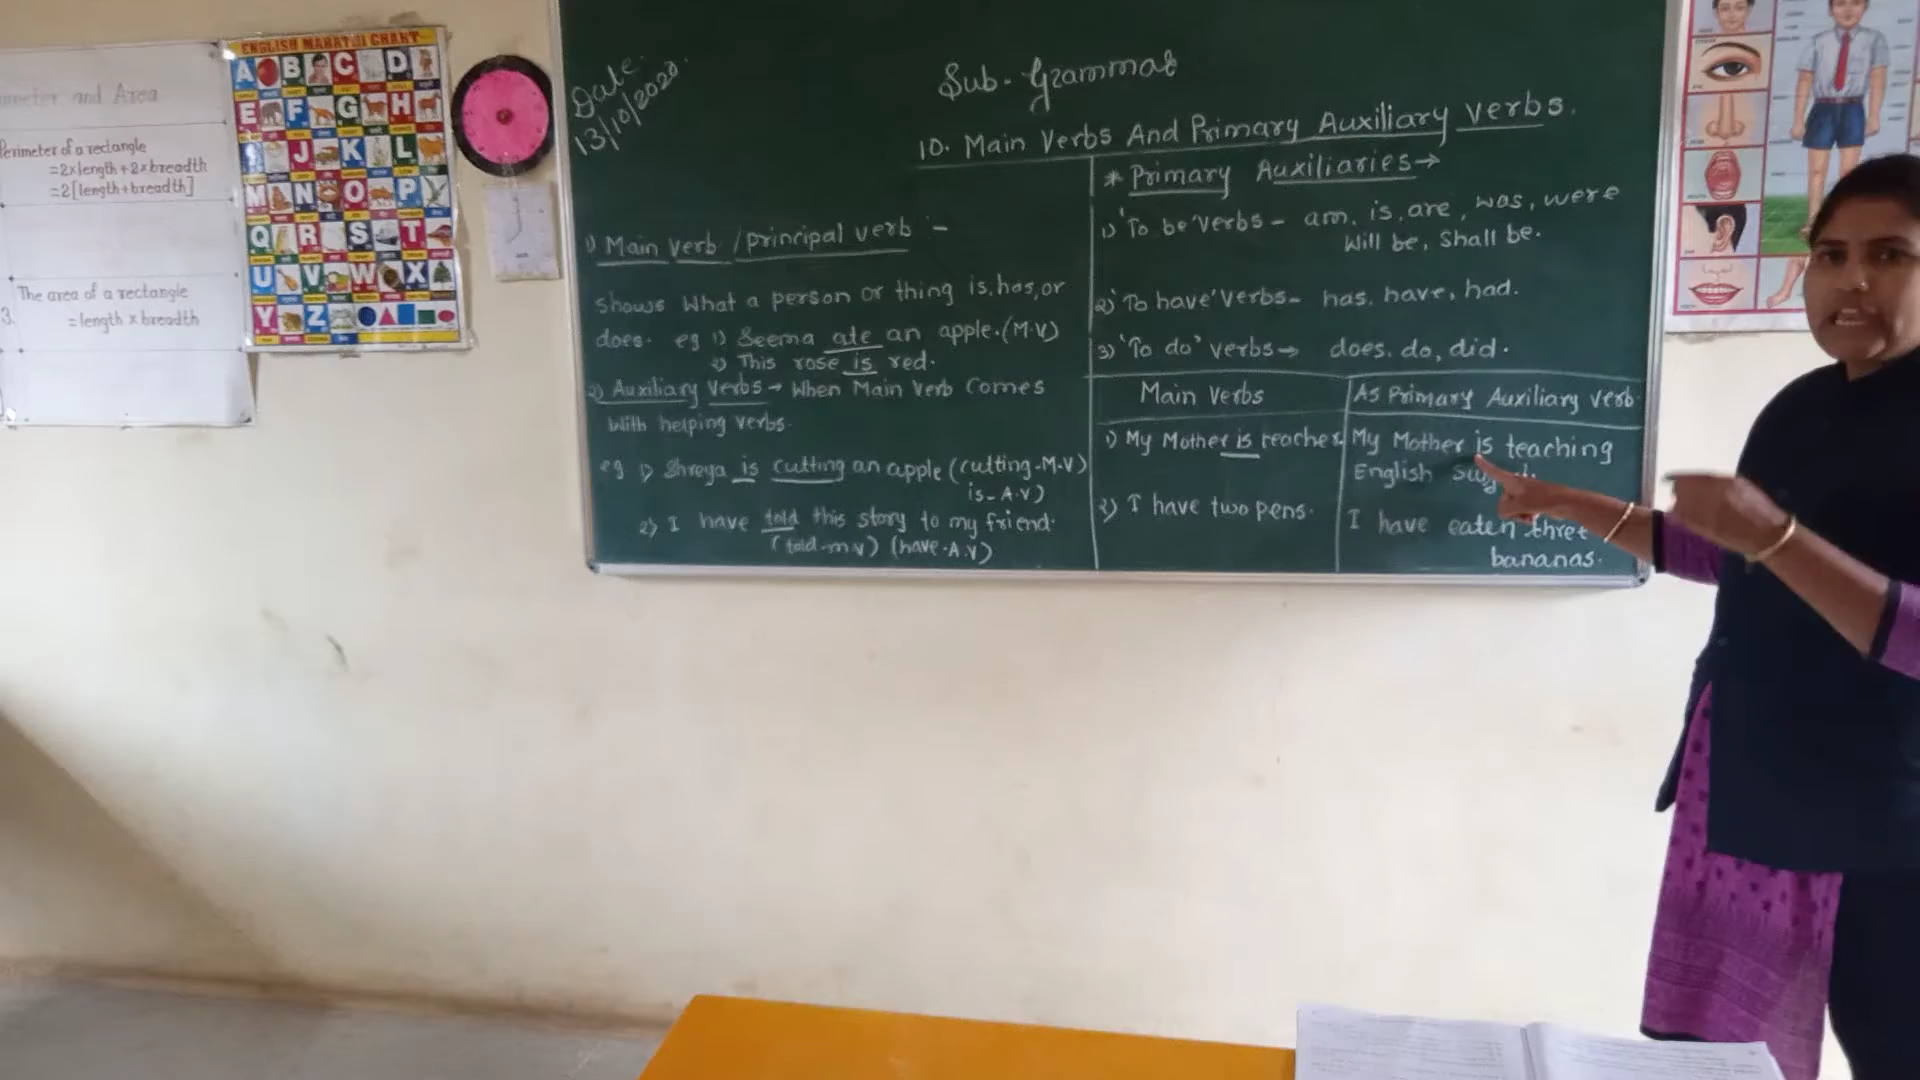 ameter and Area
Perimeter of a rectangle
=2xlength+2xbreadth
=2[length+breadth]
The area of a rectangle
3. =length x breadth
ENGLISH MARATHI CHART
A B C D
E F G H
J K L
M N O P
Q R S T
U V W X
Y Z
Date.
13/10/2020.
Sub- Grammar
10. Main Verbs And Primary Auxiliary Verbs.
1) Main verb / principal verb :-
shows what a person or thing is, has, or
does. eg 1) Seema ate an apple. (M.V)
2) This rose is red.
2) Auxiliary Verbs → When Main Verb Comes
With helping verbs.
eg 1) Shreya is cutting an apple (cutting-M.V)
is-A.V)
2) I have told this story to my friend.
(told-m.v) (have-A.V)
* Primary Auxiliaries →
1) 'To be' verbs - am, is, are, was, were
Will be, Shall be.
2) 'To have' verbs - has, have, had.
3) 'To do' verbs → does, do, did.
Main Verbs
As Primary Auxiliary verb
1) My Mother is teacher
My Mother is teaching
English
2) I have two pens.
I have eaten three
bananas.